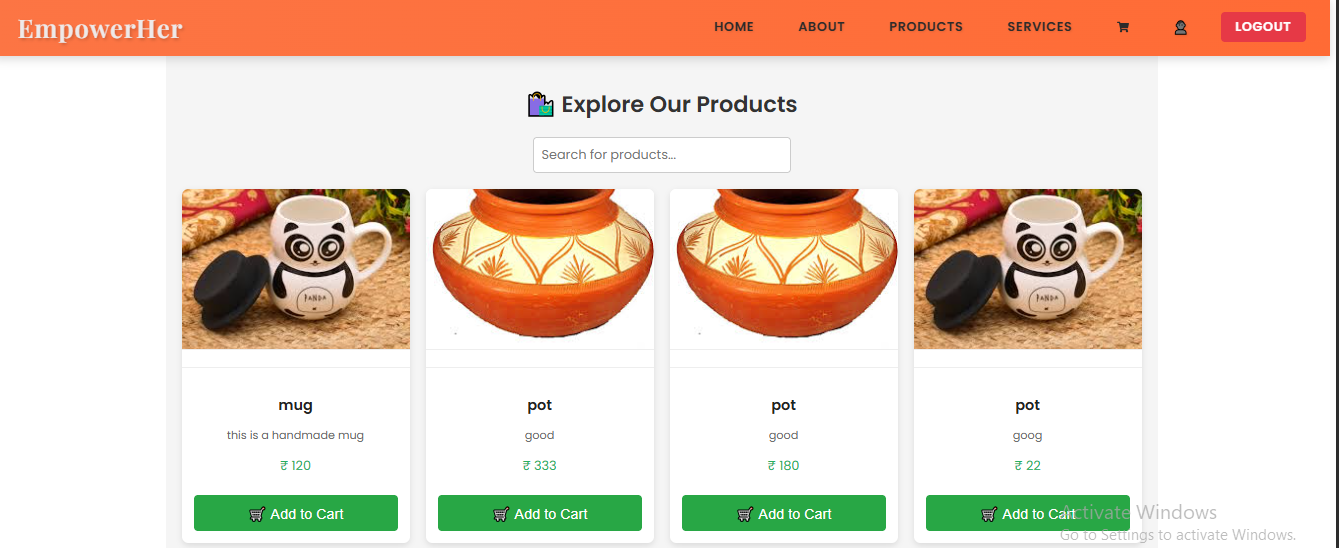 EmpowerHer
HOME ABOUT PRODUCTS SERVICES LOGOUT
Explore Our Products
Search for products...
PANDA
PANDA
mug
this is a handmade mug
₹ 120
Add to Cart
pot
good
₹ 333
Add to Cart
pot
good
₹ 180
Add to Cart
pot
goog
₹ 22
Add to Cart
Activate Windows
Go to Settings to activate Windows.